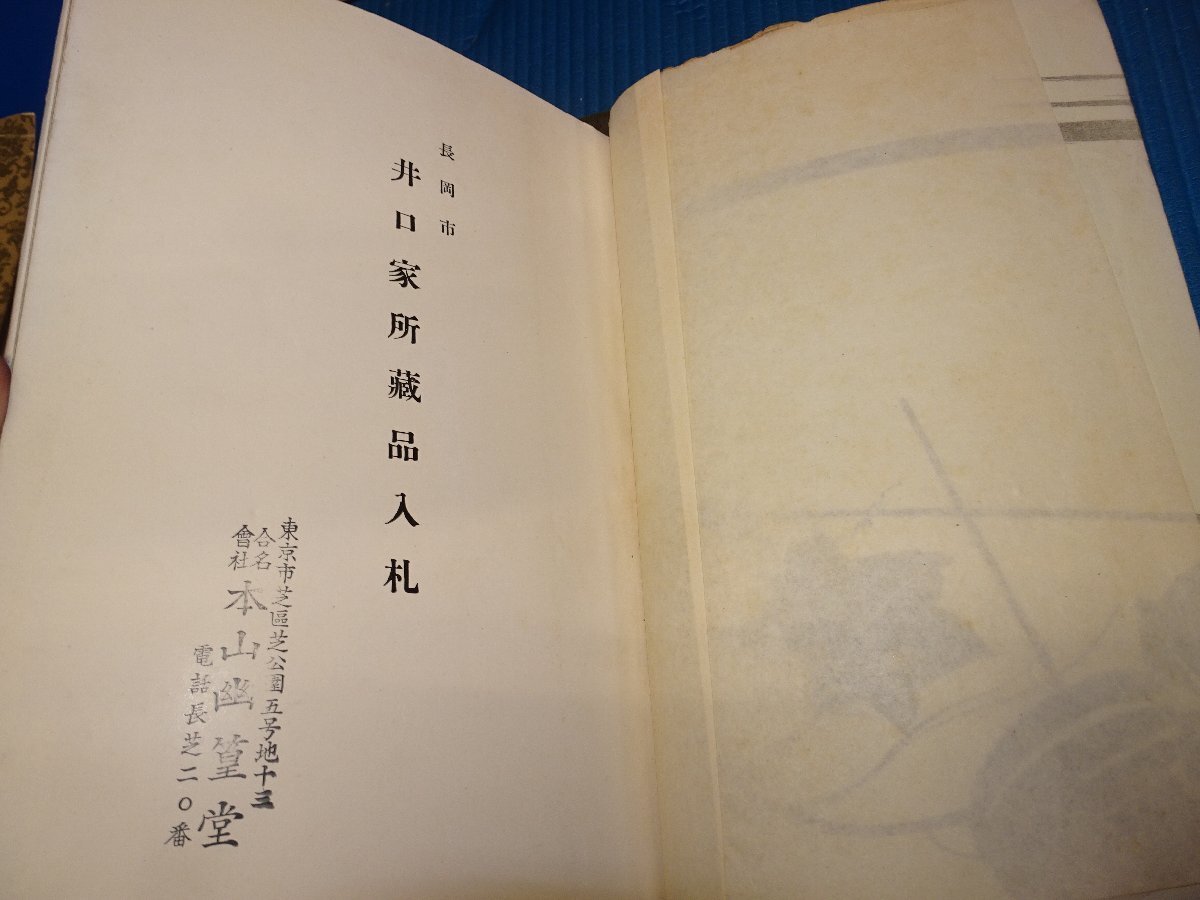 長岡市
井口家所藏品入札
東京市芝區芝公園五号地十三
合名會社
本山幽篁堂
電話長芝二〇番